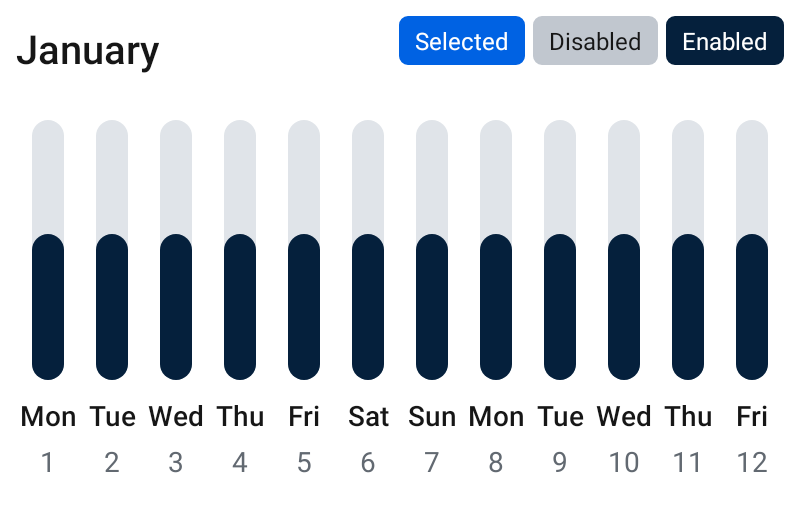 January
Selected Disabled Enabled
Mon Tue Wed Thu Fri Sat Sun Mon Tue Wed Thu Fri
1 2 3 4 5 6 7 8 9 10 11 12